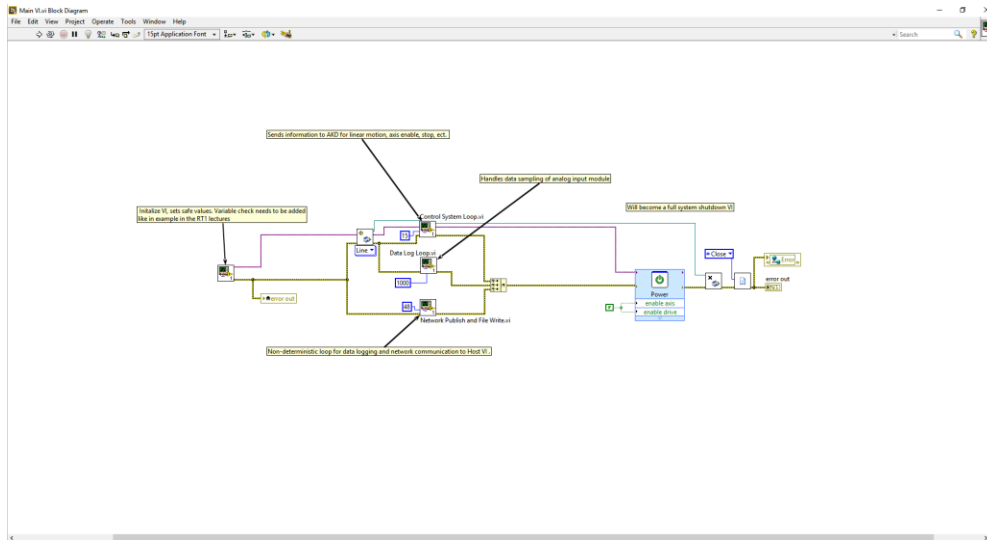 Main VI.vi Block Diagram
File Edit View Project Operate Tools Window Help
15pt Application Font
Search
Sends information to AKD for linear motion, axis enable, stop, ect.
Handles data sampling of analog input module
Initalize VI, sets safe values. Variable check needs to be added
like in example in the RT1 lectures
Will become a full system shutdown VI
Control System Loop.vi
15
Line
Data Log Loop.vi
Close
Error
error out
1000
error out
Power
48
enable axis
F
enable drive
Network Publish and File Write.vi
Non-deterministic loop for data logging and network communication to Host VI .